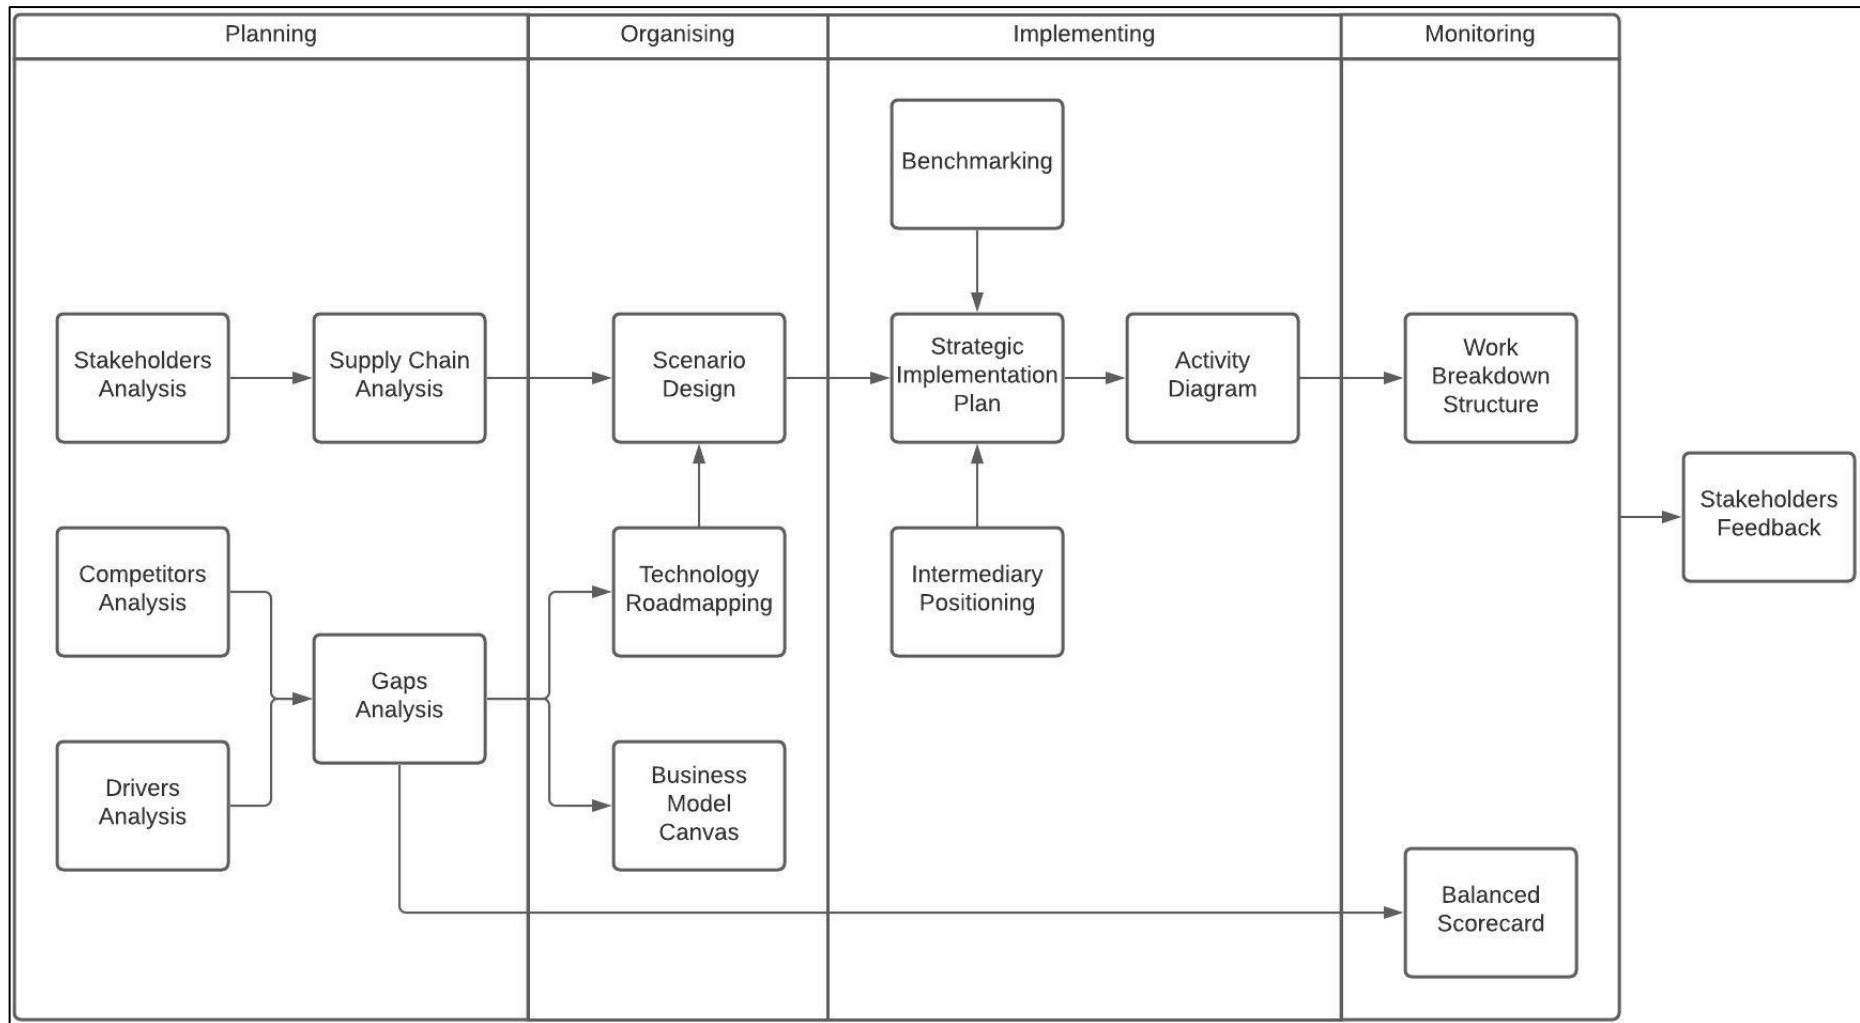 Planning
Organising
Implementing
Monitoring
Benchmarking
Stakeholders
Analysis
Supply Chain
Analysis
Scenario
Design
Strategic
Implementation
Plan
Activity
Diagram
Work
Breakdown
Structure
Stakeholders
Feedback
Competitors
Analysis
Technology
Roadmapping
Intermediary
Positioning
Gaps
Analysis
Drivers
Analysis
Business
Model
Canvas
Balanced
Scorecard